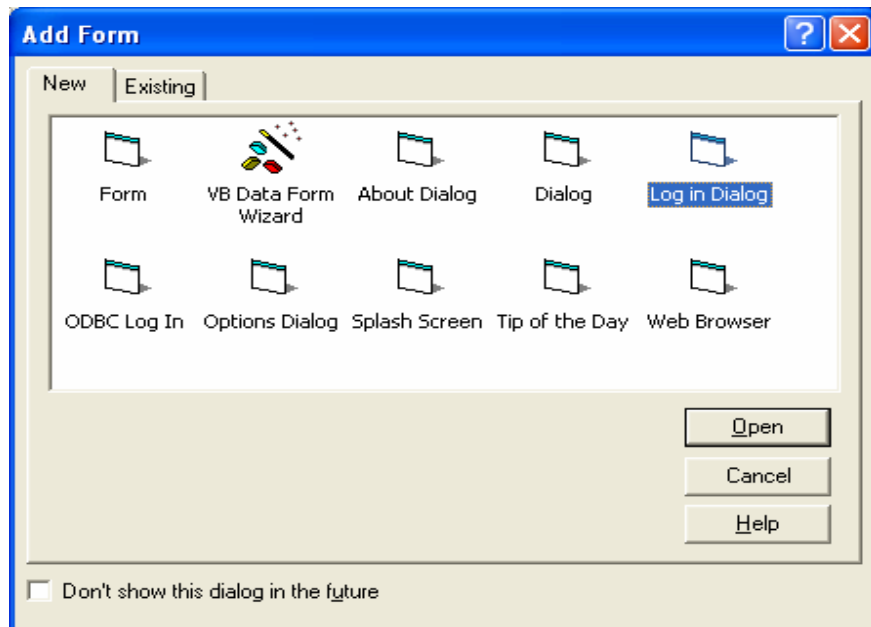 Add Form
New Existing
Form VB Data Form Wizard About Dialog Dialog Log in Dialog
ODBC Log In Options Dialog Splash Screen Tip of the Day Web Browser
Open
Cancel
Help
Don't show this dialog in the future